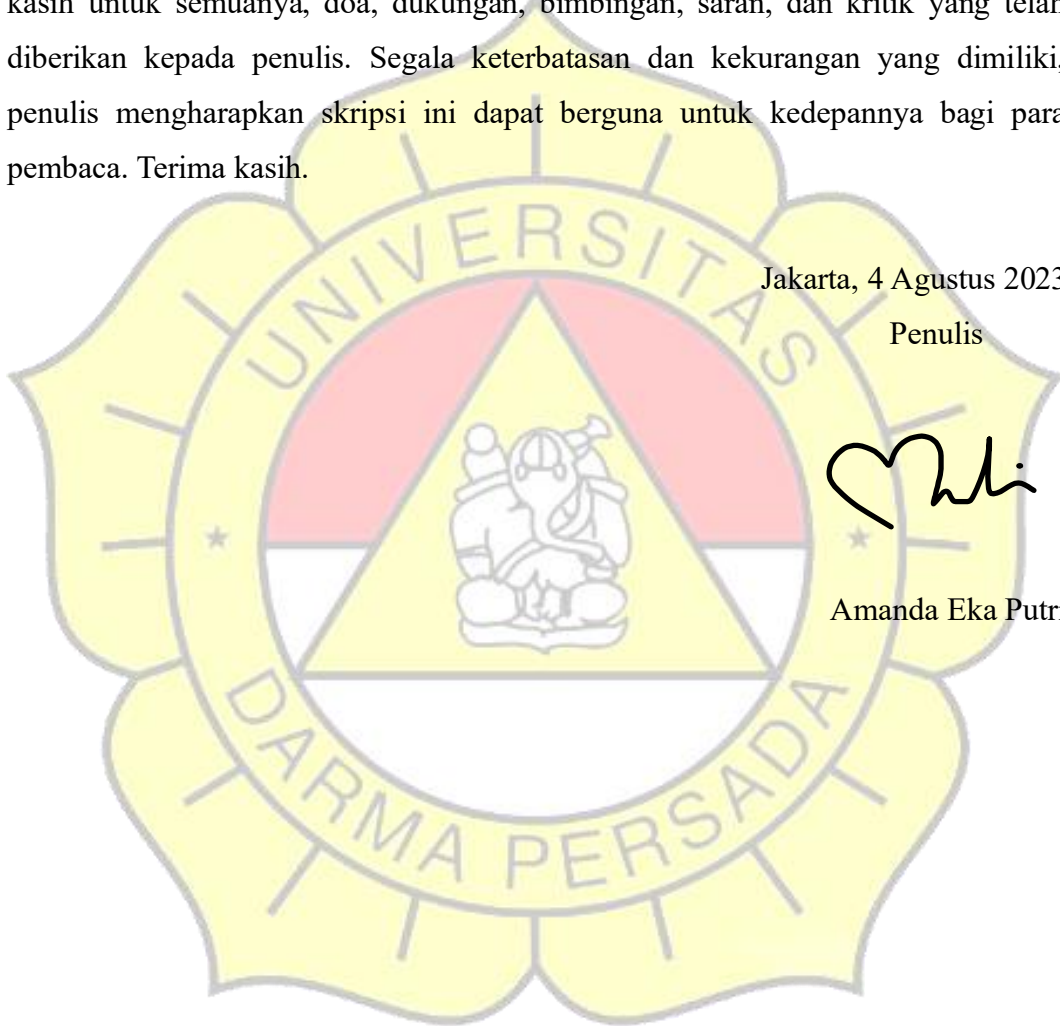 kasih untuk semuanya, doa, dukungan, bimbingan, saran, dan kritik yang telah
diberikan kepada penulis. Segala keterbatasan dan kekurangan yang dimiliki,
penulis mengharapkan skripsi ini dapat berguna untuk kedepannya bagi para
pembaca. Terima kasih.
UNIVERSITAS
Jakarta, 4 Agustus 2023
Penulis
Amanda Eka Putri
DARMA PERSADA